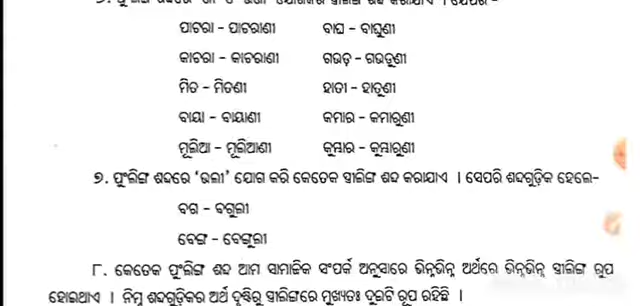 ପାଟରା – ପାଟରାଣୀ ବାଘ – ବାଘୁଣୀ
କାଚରା – କାଚରାଣୀ ଗଉଡ଼ – ଗଉଡୁଣୀ
ମିତ – ମିତଣୀ ହାତୀ – ହାତୁଣୀ
ବାୟା – ବାୟାଣୀ କମାର – କମାରୁଣୀ
ମୂଲିଆ – ମୂଲିଆଣୀ କୁମ୍ଭାର – କୁମ୍ଭାରୁଣୀ
୭. ପୁଂଲିଙ୍ଗ ଶବ୍ଦରେ ‘ଉଲୀ’ ଯୋଗ କରି କେତେକ ସ୍ତ୍ରୀଲିଙ୍ଗ ଶବ୍ଦ କରାଯାଏ । ସେପରି ଶବ୍ଦଗୁଡ଼ିକ ହେଲେ–
ବଗ – ବଗୁଲୀ
ବେଙ୍ଗ – ବେଙ୍ଗୁଲୀ
୮. କେତେକ ପୁଂଲିଙ୍ଗ ଶବ୍ଦ ଆମ ସାମାଜିକ ସଂପର୍କ ଅନୁସାରେ ଭିନ୍ନଭିନ୍ନ ଅର୍ଥରେ ଭିନ୍ନଭିନ୍ନ ସ୍ତ୍ରୀଲିଙ୍ଗ ରୂପ
ହୋଇଥାଏ । ନିମ୍ନ ଶବ୍ଦଗୁଡ଼ିକର ଅର୍ଥ ଦୃଷ୍ଟିରୁ ସ୍ତ୍ରୀଲିଙ୍ଗରେ ମୁଖ୍ୟତଃ ଦୁଇଟି ରୂପ ରହିଛି ।